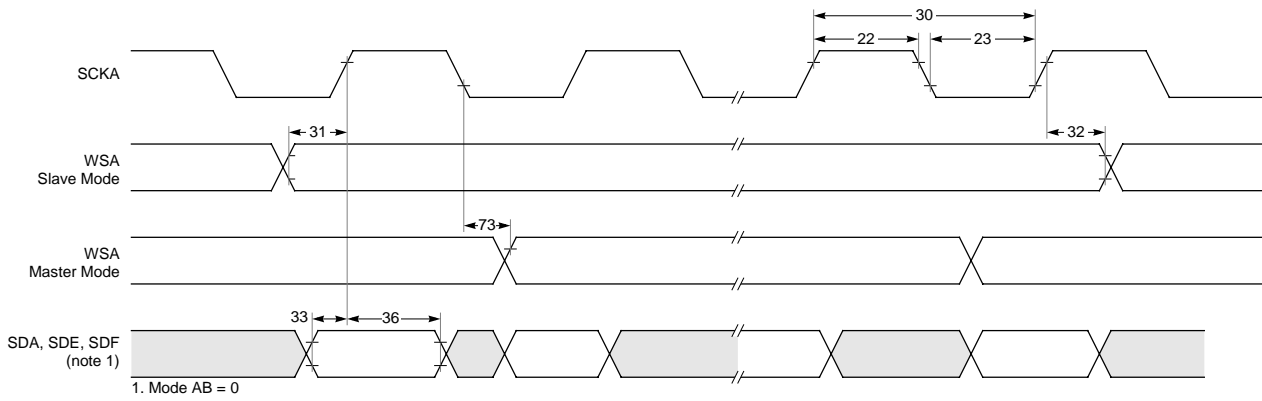 30
22
23
SCKA
31
32
WSA
Slave Mode
73
WSA
Master Mode
33
36
SDA, SDE, SDF
(note 1)
1. Mode AB = 0